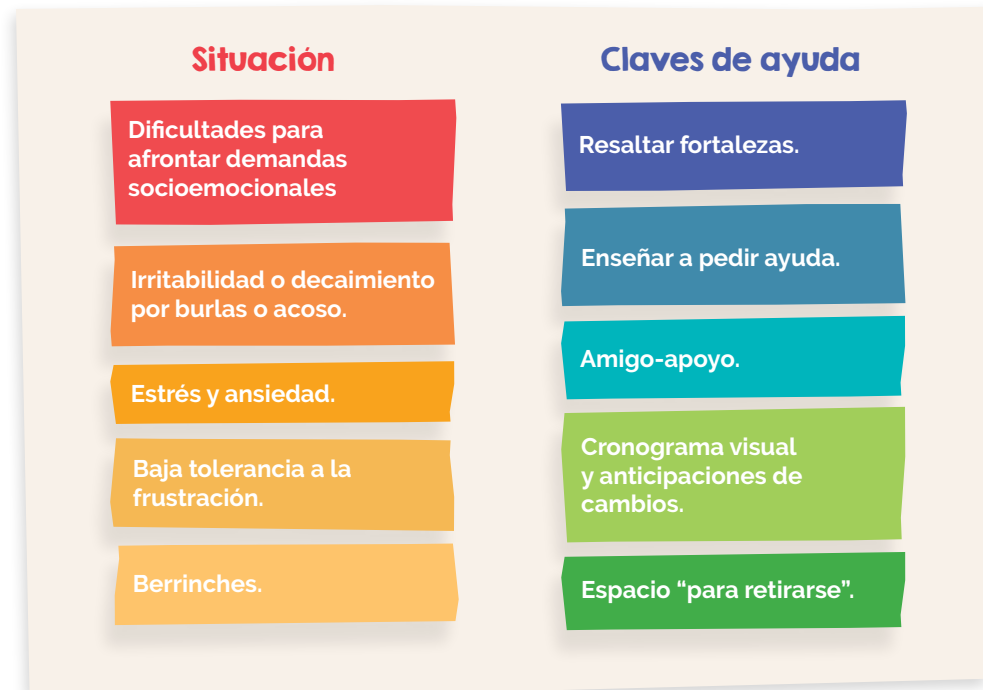 Situación
Dificultades para
afrontar demandas
socioemocionales
Irritabilidad o decaimiento
por burlas o acoso.
Estrés y ansiedad.
Baja tolerancia a la
frustración.
Berrinches.
Claves de ayuda
Resaltar fortalezas.
Enseñar a pedir ayuda.
Amigo-apoyo.
Cronograma visual
y anticipaciones de
cambios.
Espacio “para retirarse”.